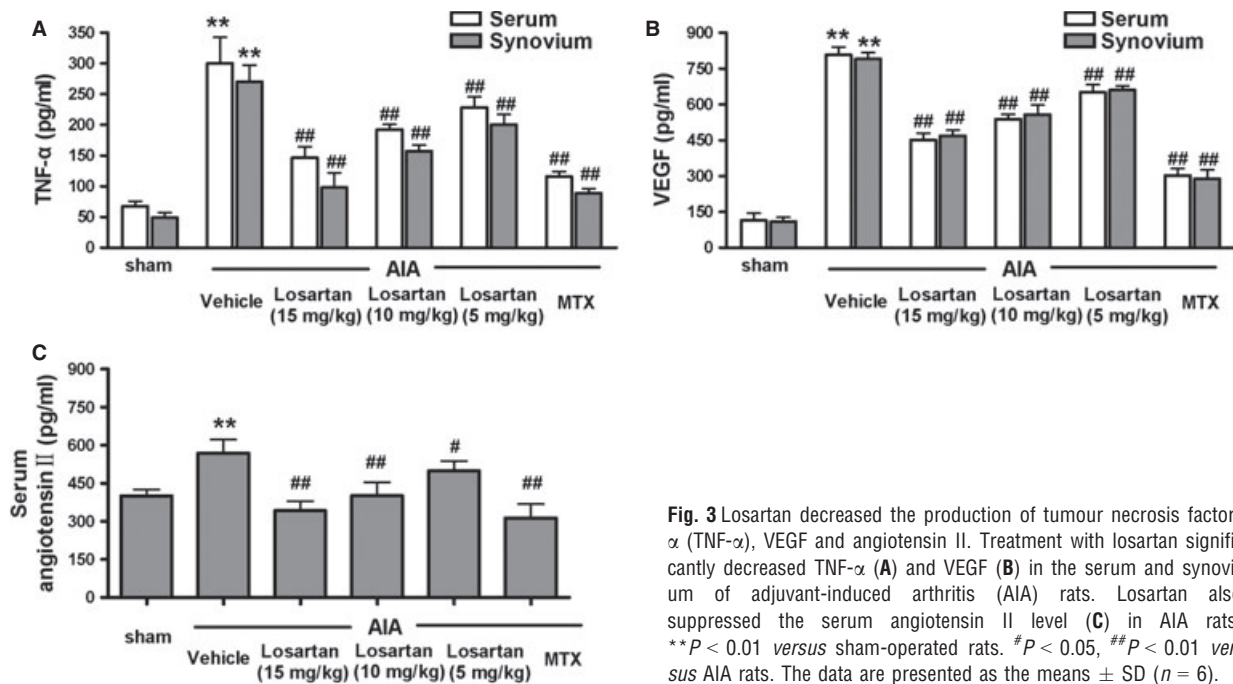 A
Serum
Synovium
TNF-α (pg/ml)
350
300
250
200
150
100
50
0
**
**
##
##
##
##
##
##
##
##
sham
AIA
Vehicle
Losartan
(15 mg/kg)
Losartan
(10 mg/kg)
Losartan
(5 mg/kg)
MTX
B
Serum
Synovium
VEGF (pg/ml)
900
750
600
450
300
150
0
**
**
##
##
##
##
##
##
##
##
sham
AIA
Vehicle
Losartan
(15 mg/kg)
Losartan
(10 mg/kg)
Losartan
(5 mg/kg)
MTX
C
Serum
angiotensin II (pg/ml)
900
750
600
450
300
150
0
**
##
##
#
##
sham
AIA
Vehicle
Losartan
(15 mg/kg)
Losartan
(10 mg/kg)
Losartan
(5 mg/kg)
MTX
Fig. 3 Losartan decreased the production of tumour necrosis factor
α (TNF-α), VEGF and angiotensin II. Treatment with losartan signifi
cantly decreased TNF-α (A) and VEGF (B) in the serum and synovi
um of adjuvant-induced arthritis (AIA) rats. Losartan also
suppressed the serum angiotensin II level (C) in AIA rats
**P < 0.01 versus sham-operated rats. #P < 0.05, ##P < 0.01 ver
sus AIA rats. The data are presented as the means ± SD (n = 6).